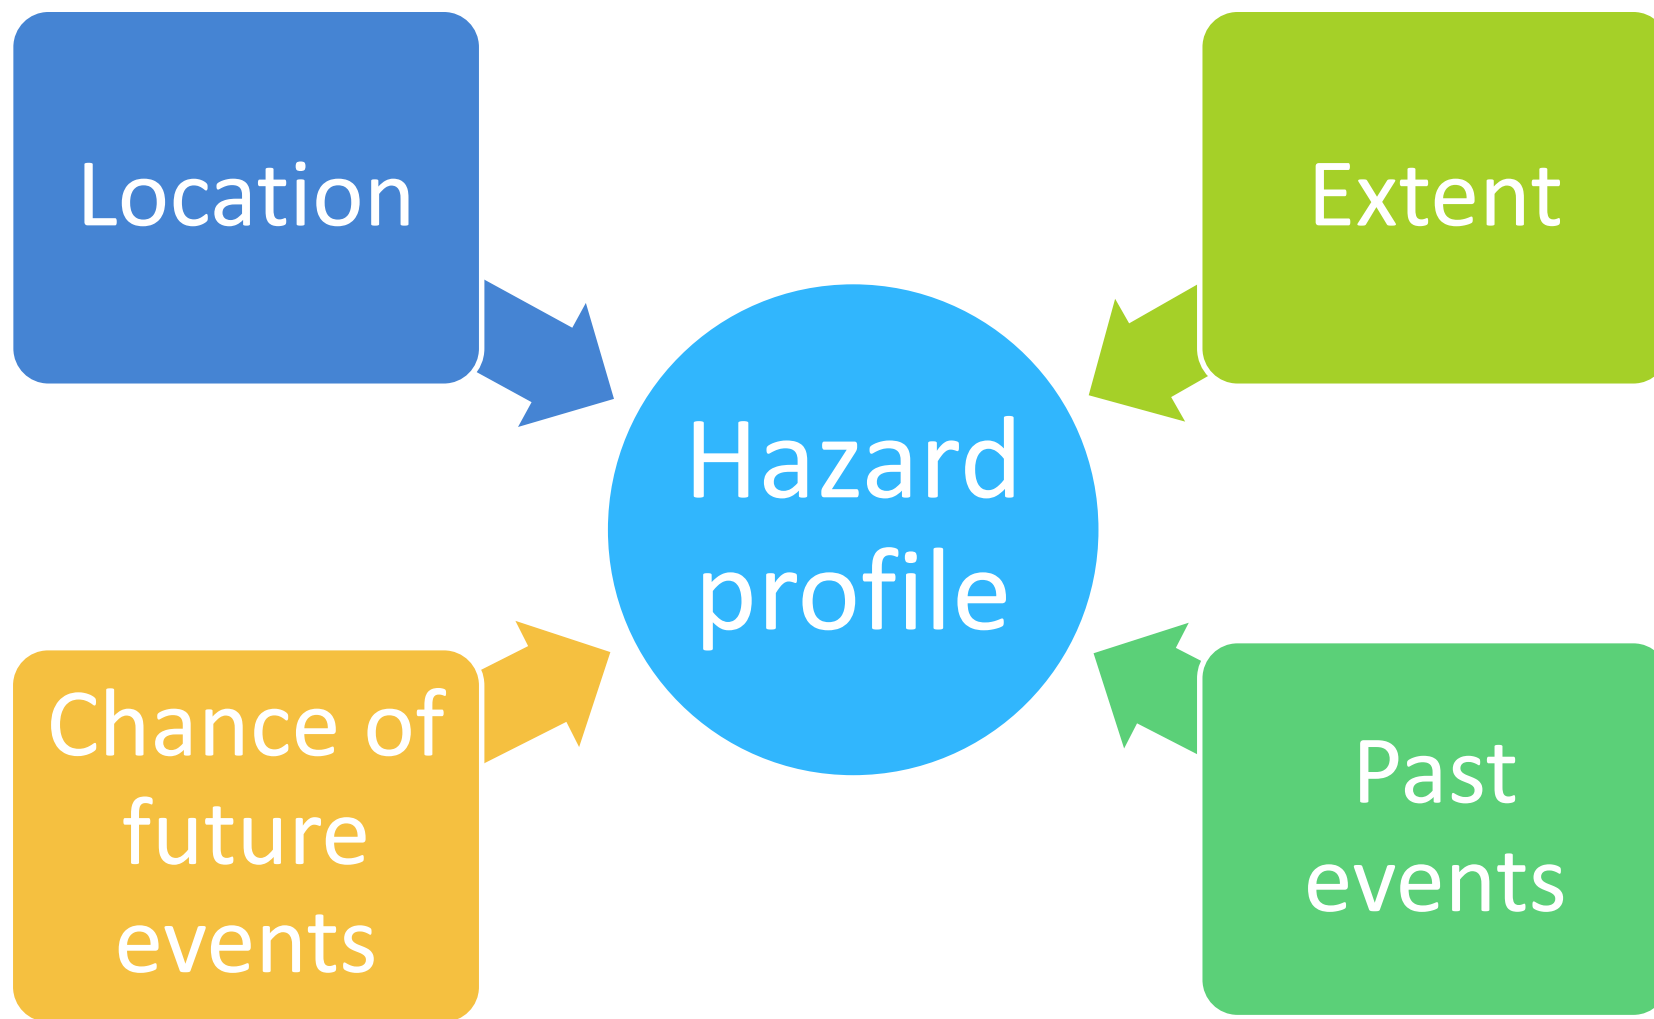 Location
Extent
Hazard
profile
Chance of
future
events
Past
events